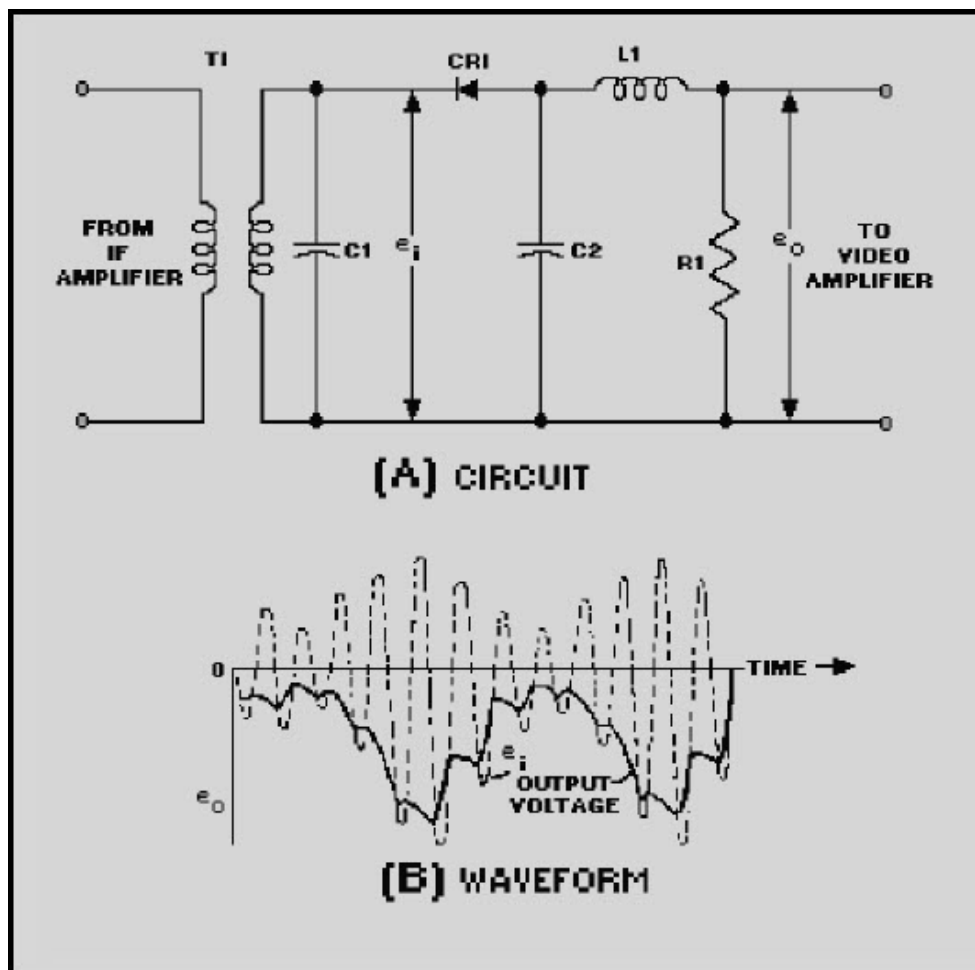 T1
CR1
L1
FROM
IF
AMPLIFIER
C1
ei
C2
R1
eo
TO
VIDEO
AMPLIFIER
(A) CIRCUIT
0
TIME
ei
OUTPUT
VOLTAGE
eo
(B) WAVEFORM